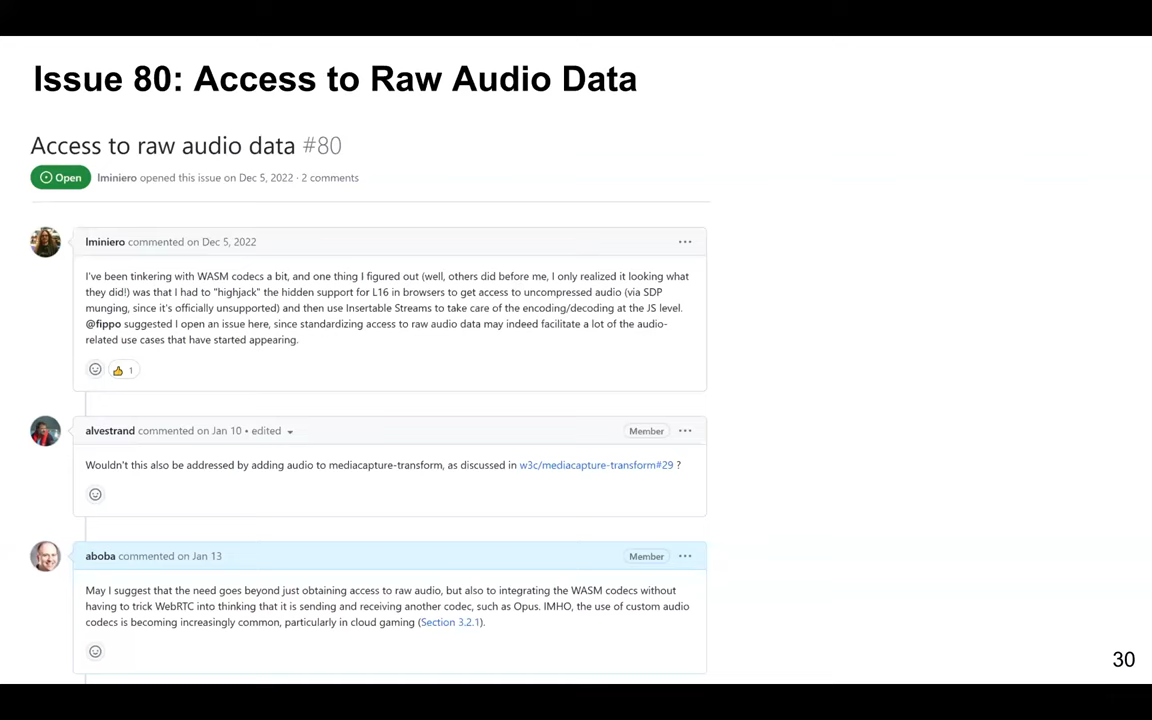 Issue 80: Access to Raw Audio Data
Access to raw audio data #80
Open lminiero opened this issue on Dec 5, 2022 · 2 comments
lminiero commented on Dec 5, 2022
I've been tinkering with WASM codecs a bit, and one thing I figured out (well, others did before me, I only realized it looking what
they did!) was that I had to "highjack" the hidden support for L16 in browsers to get access to uncompressed audio (via SDP
munging, since it's officially unsupported) and then use Insertable Streams to take care of the encoding/decoding at the JS level.
@fippo suggested I open an issue here, since standardizing access to raw audio data may indeed facilitate a lot of the audio-
related use cases that have started appearing.
1
alvestrand commented on Jan 10 • edited
Member
Wouldn't this also be addressed by adding audio to mediacapture-transform, as discussed in w3c/mediacapture-transform#29 ?
aboba commented on Jan 13
Member
May I suggest that the need goes beyond just obtaining access to raw audio, but also to integrating the WASM codecs without
having to trick WebRTC into thinking that it is sending and receiving another codec, such as Opus. IMHO, the use of custom audio
codecs is becoming increasingly common, particularly in cloud gaming (Section 3.2.1).
30